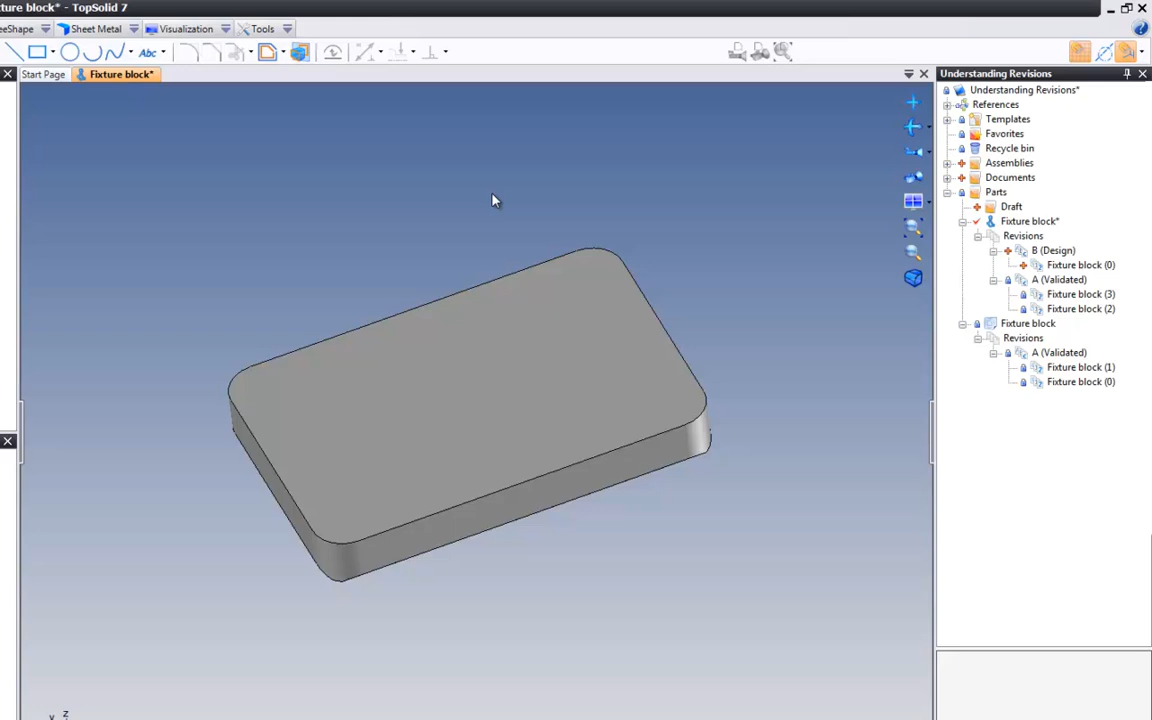 ture block* - TopSolid 7
eeShape Sheet Metal Visualization Tools
Abc
Start Page Fixture block*
Understanding Revisions
Understanding Revisions*
References
Templates
Favorites
Recycle bin
Assemblies
Documents
Parts
Draft
Fixture block*
Revisions
B (Design)
Fixture block (0)
A (Validated)
Fixture block (3)
Fixture block (2)
Fixture block
Revisions
A (Validated)
Fixture block (1)
Fixture block (0)
y z